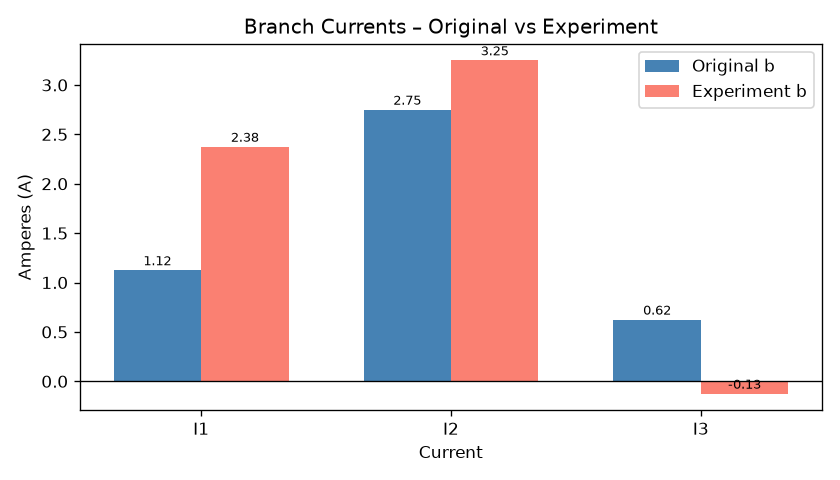 Branch Currents – Original vs Experiment
Original b
Experiment b
Amperes (A)
3.0
2.5
2.0
1.5
1.0
0.5
0.0
1.12
2.38
2.75
3.25
0.62
-0.13
I1
I2
I3
Current